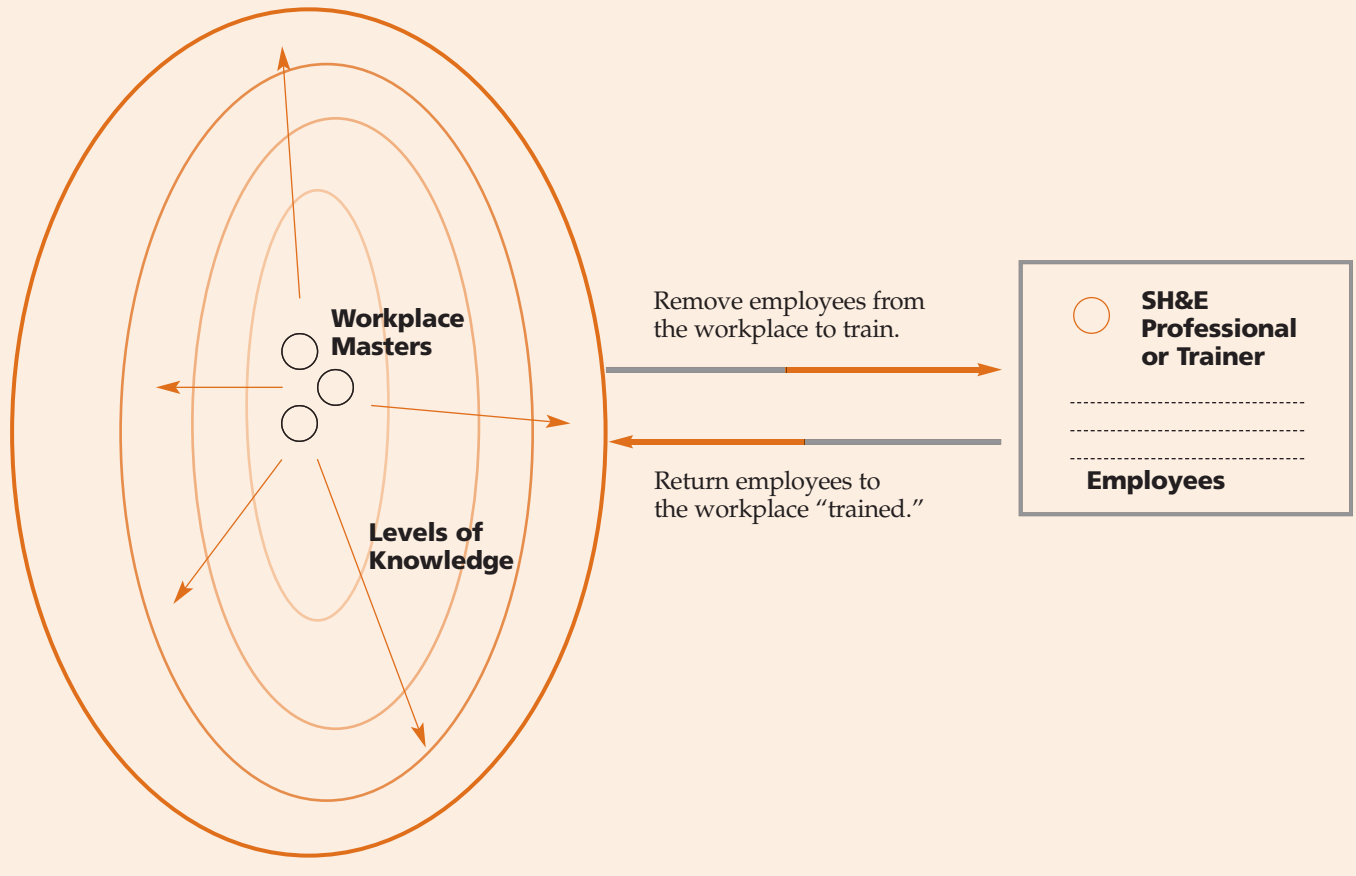 Workplace
Masters
Levels of
Knowledge
Remove employees from
the workplace to train.
Return employees to
the workplace “trained.”
SH&E
Professional
or Trainer
Employees